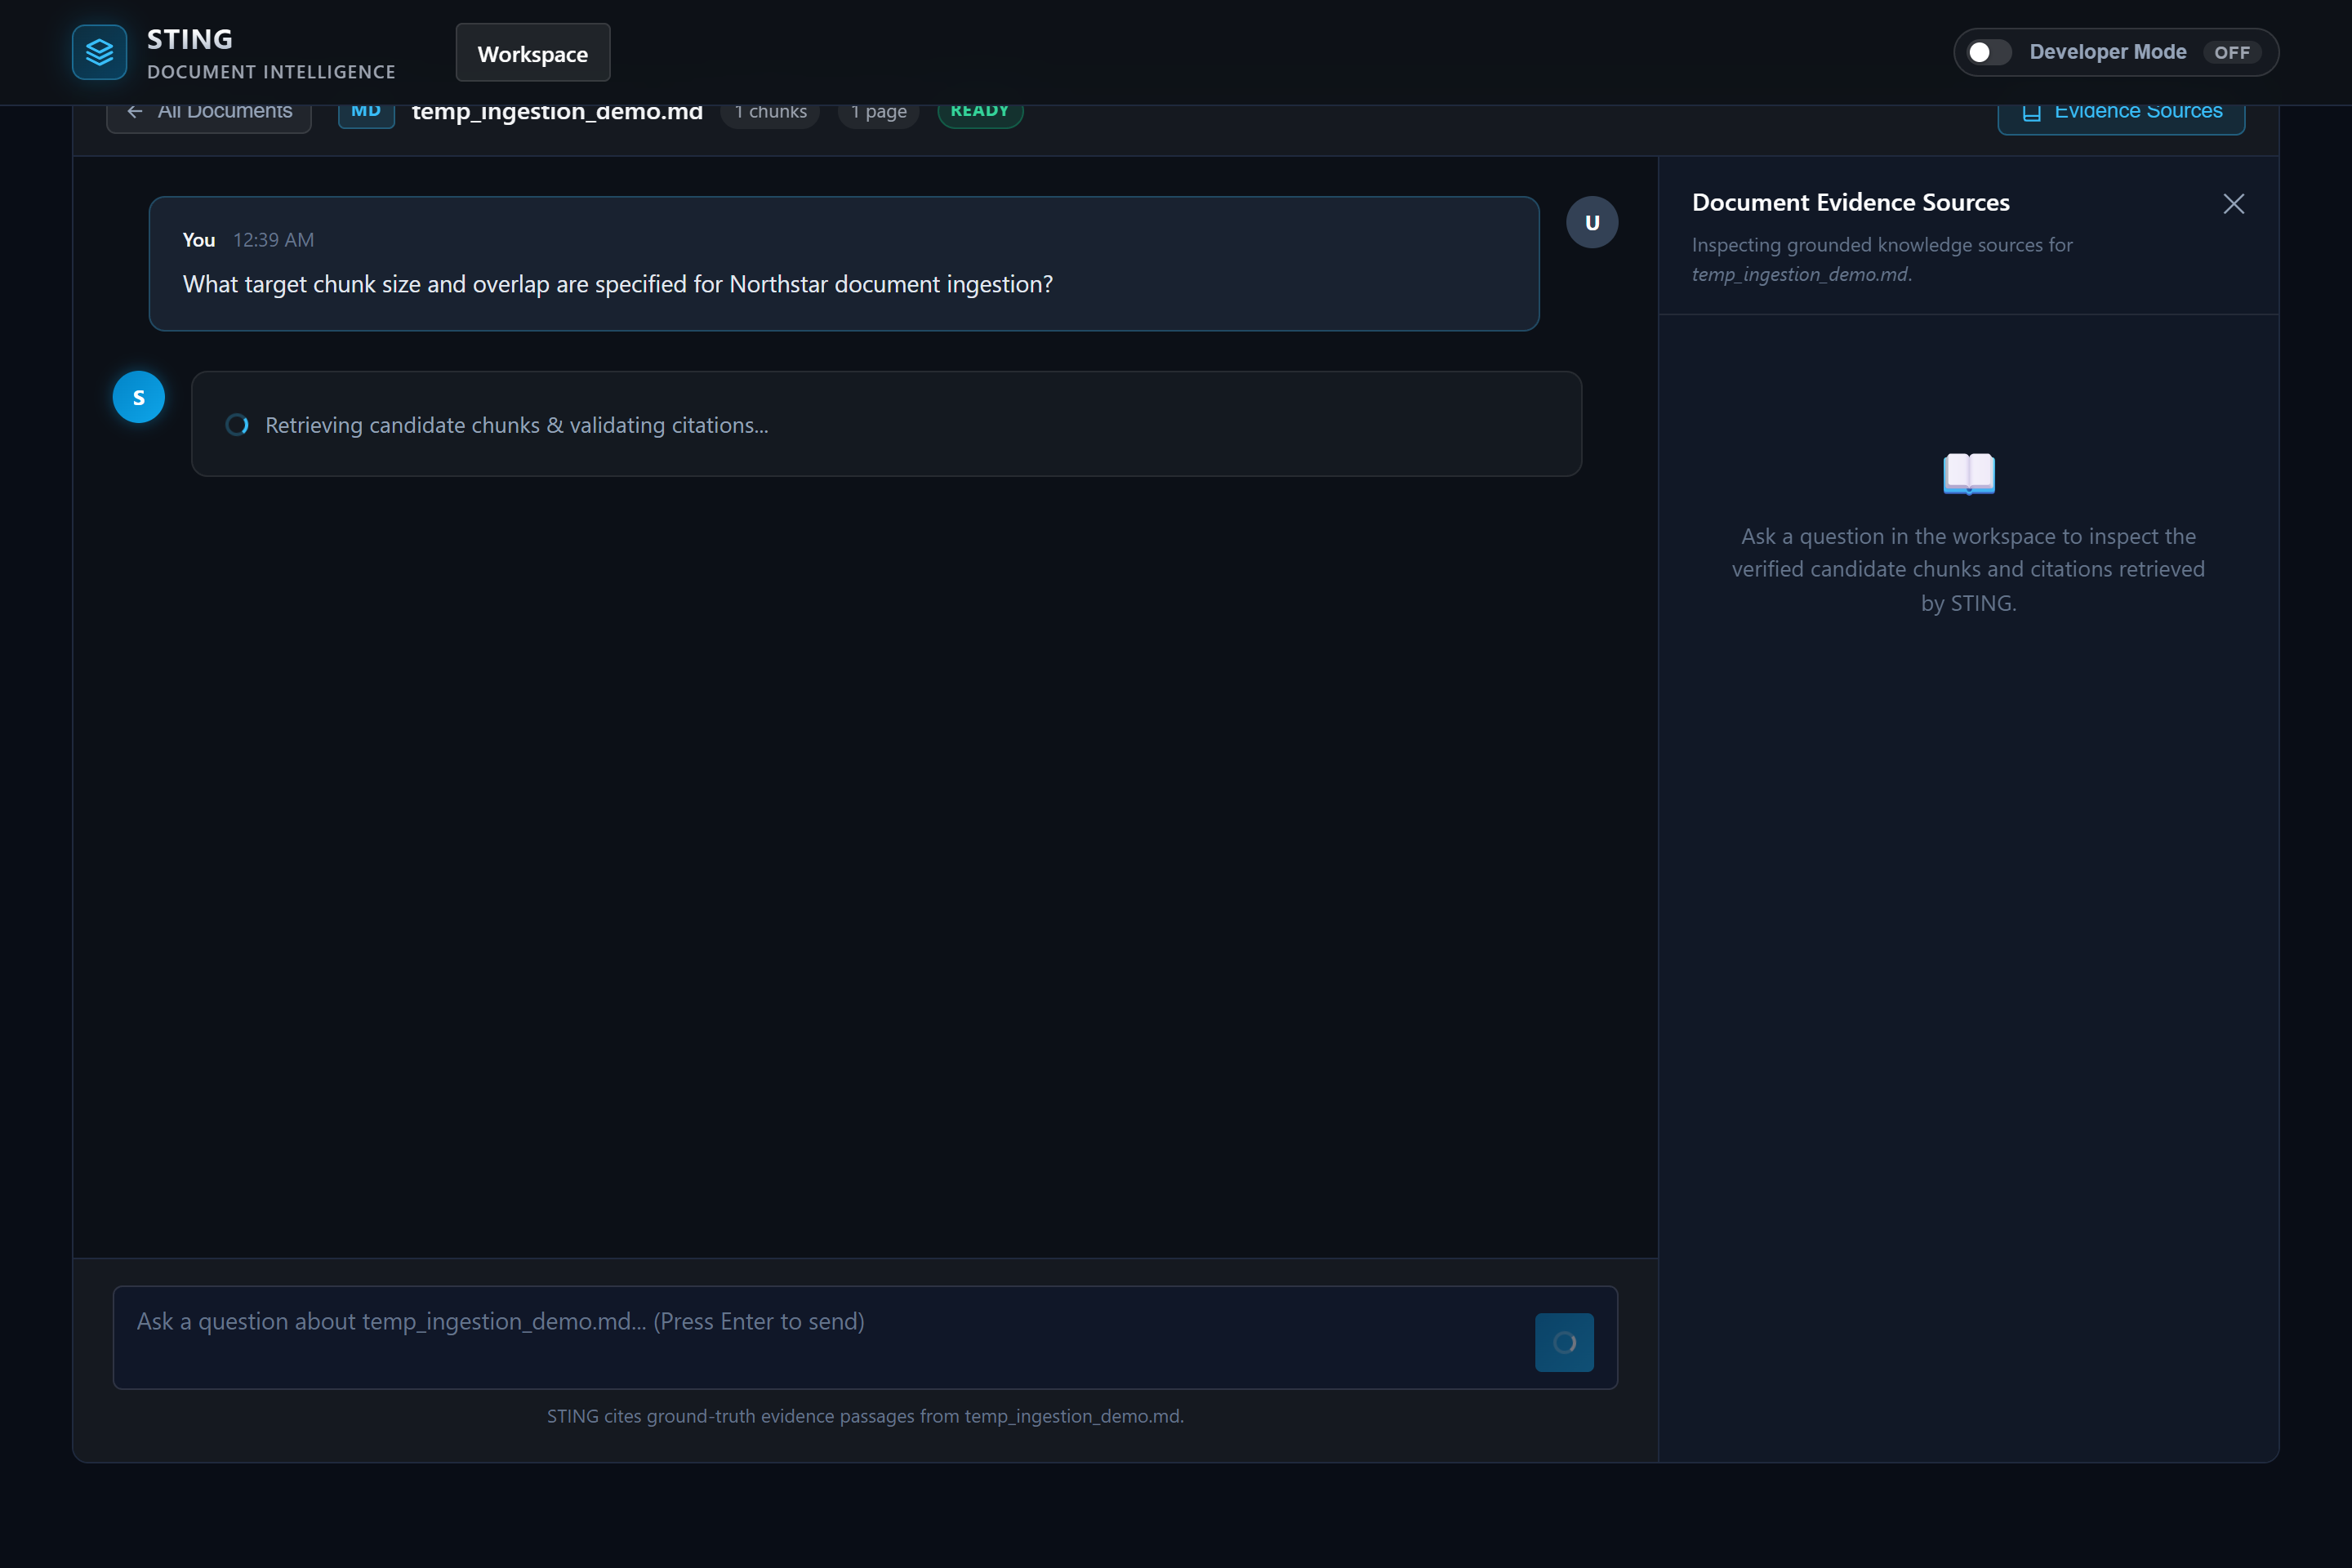 STING
DOCUMENT INTELLIGENCE
Workspace
Developer Mode OFF
← All Documents MD temp_ingestion_demo.md 1 chunks 1 page READY
Evidence Sources
You 12:39 AM
What target chunk size and overlap are specified for Northstar document ingestion?
U
S
Retrieving candidate chunks & validating citations...
Document Evidence Sources
Inspecting grounded knowledge sources for
temp_ingestion_demo.md.
Ask a question in the workspace to inspect the
verified candidate chunks and citations retrieved
by STING.
Ask a question about temp_ingestion_demo.md... (Press Enter to send)
STING cites ground-truth evidence passages from temp_ingestion_demo.md.